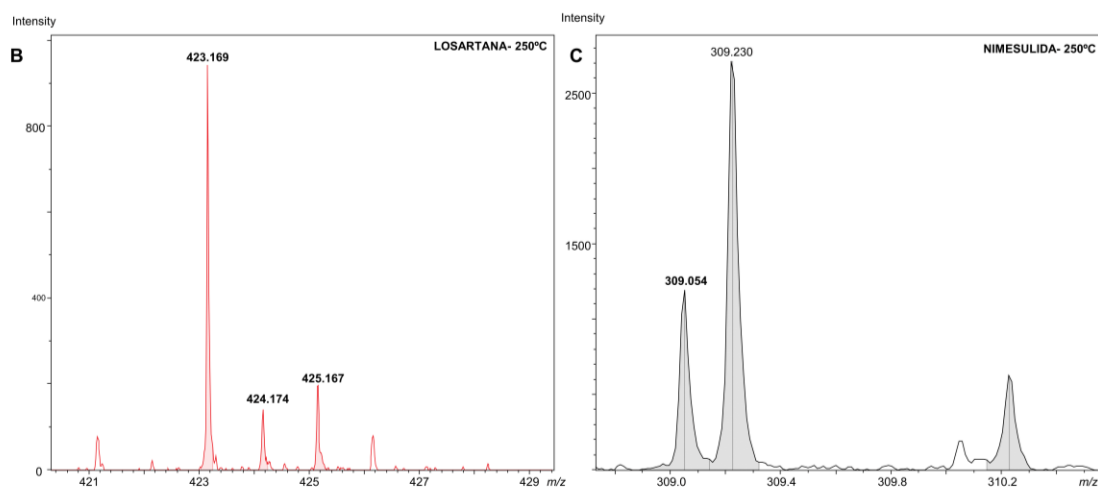 Intensity
B
LOSARTANA- 250ºC
423.169
800
400
424.174
425.167
0
421
423
425
427
429
m/z
Intensity
C
NIMESULIDA- 250ºC
309.230
2500
1500
309.054
0
309.0
309.4
309.8
310.2
m/z